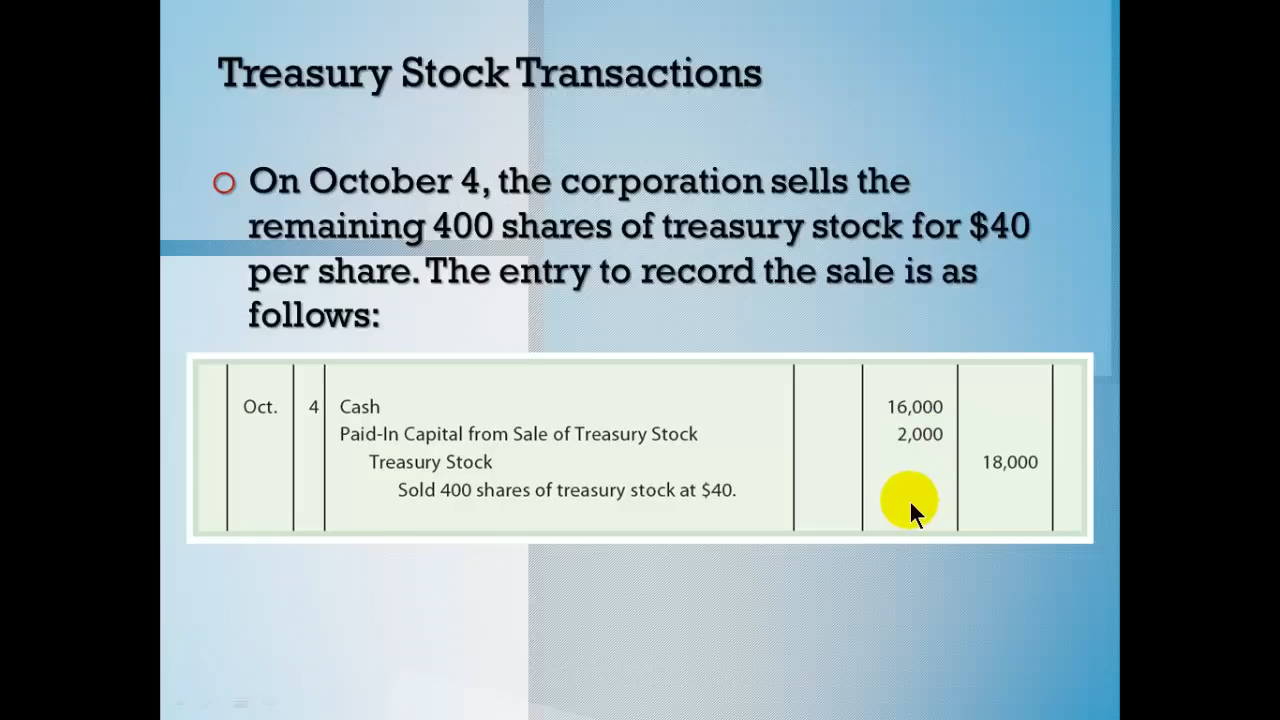 Treasury Stock Transactions
On October 4, the corporation sells the
remaining 400 shares of treasury stock for $40
per share. The entry to record the sale is as
follows:
Oct. 4 Cash 16,000
Paid-In Capital from Sale of Treasury Stock 2,000
Treasury Stock 18,000
Sold 400 shares of treasury stock at $40.